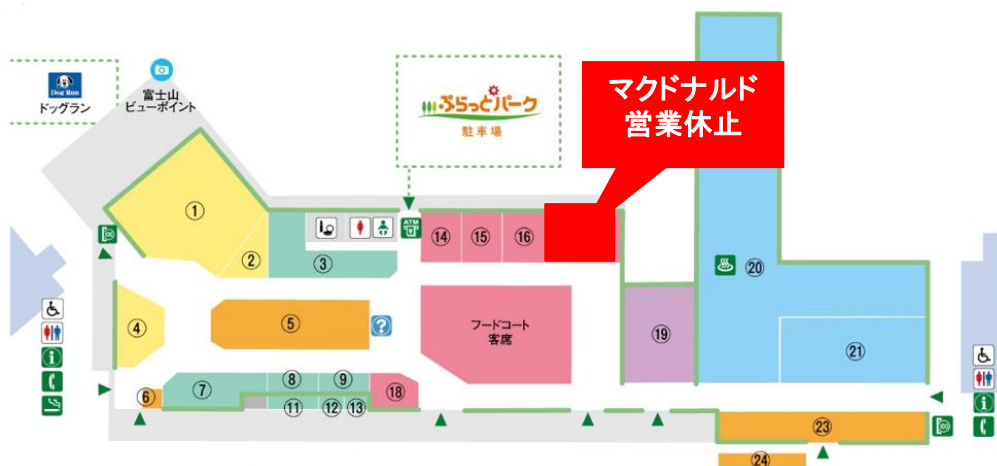 Dog Run
ドッグラン
富士山
ビューポイント
ぷらっとパーク
駐車場
マクドナルド
営業休止
①
②
③
ATM
⑭
⑮
⑯
④
⑤
?
フードコート
客席
⑲
⑳
㉑
⑥
⑦
⑧
⑨
⑪
⑫
⑬
⑱
㉓
㉔